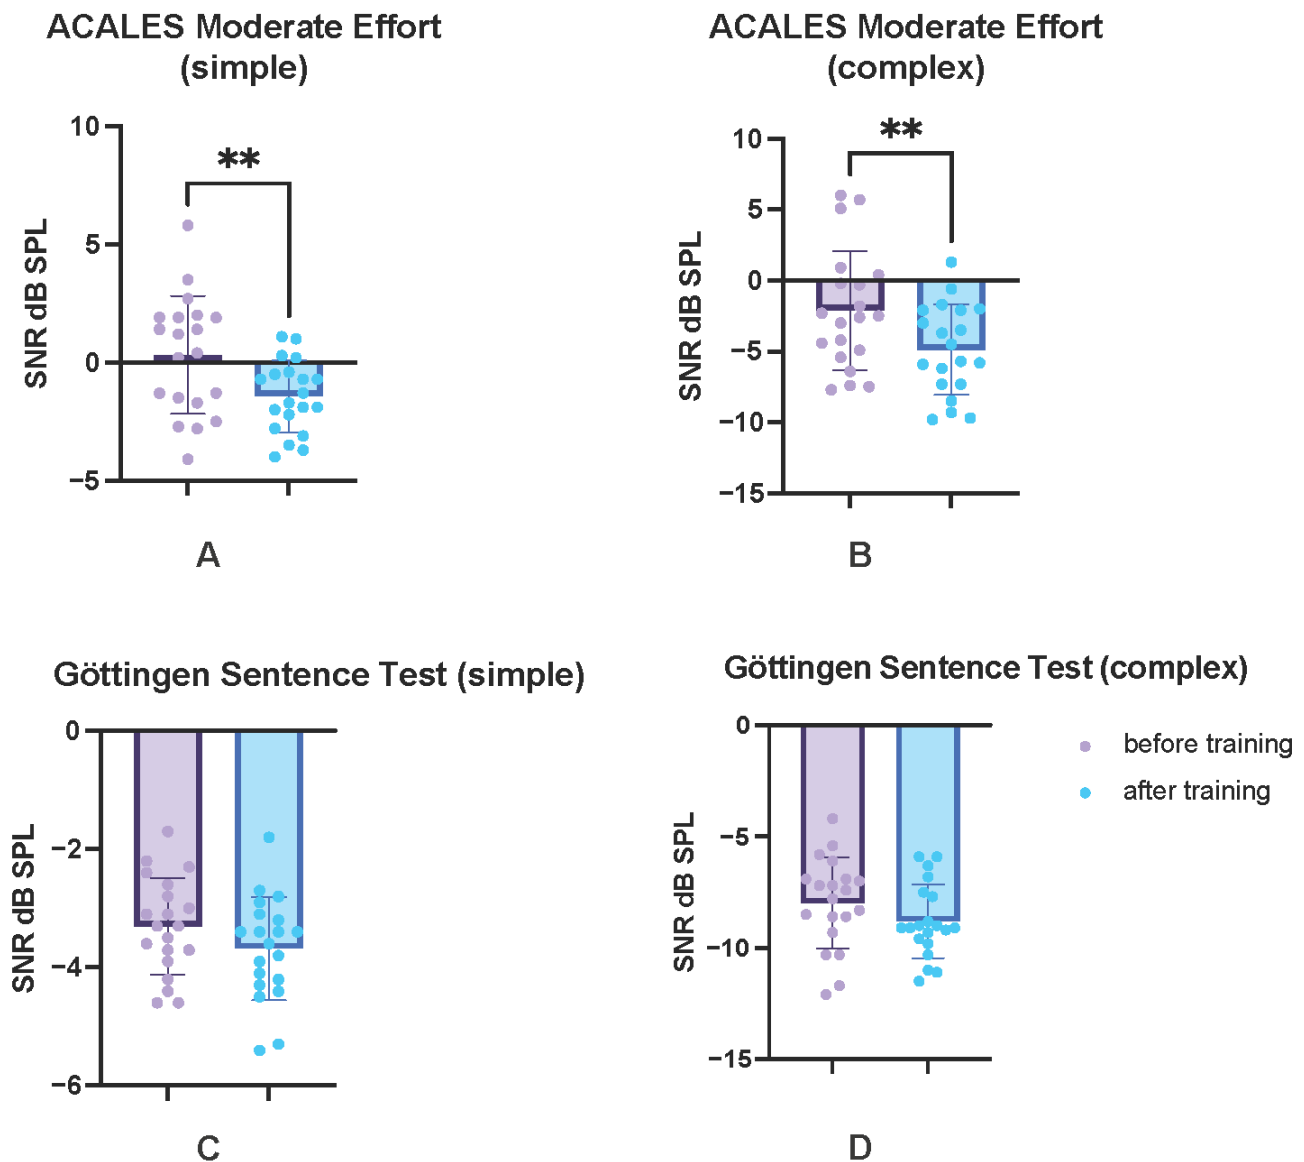 ACALES Moderate Effort
(simple)
ACALES Moderate Effort
(complex)
SNR dB SPL
10
5
0
−5
**
A
SNR dB SPL
10
5
0
−5
−10
−15
**
B
Göttingen Sentence Test (simple)
SNR dB SPL
0
−2
−4
−6
C
Göttingen Sentence Test (complex)
SNR dB SPL
0
−5
−10
−15
before training
after training
D